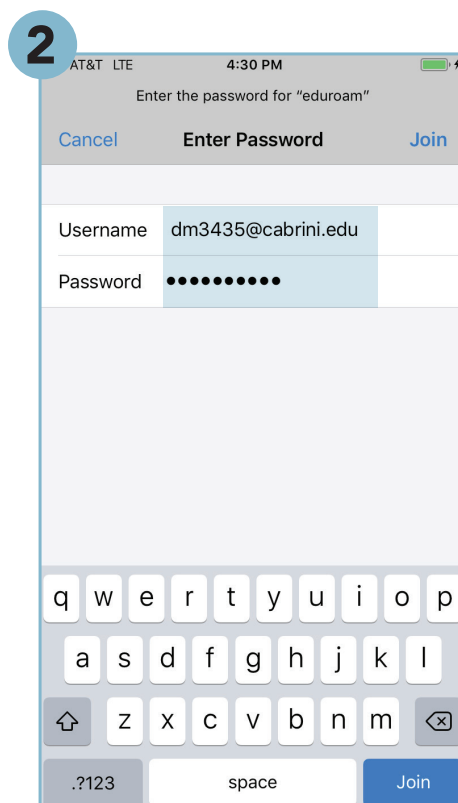 2
AT&T LTE 4:30 PM
Enter the password for “eduroam”
Cancel Enter Password Join
Username dm3435@cabrini.edu
Password ●●●●●●●●●●
q w e r t y u i o p
a s d f g h j k l
z x c v b n m
.?123 space Join